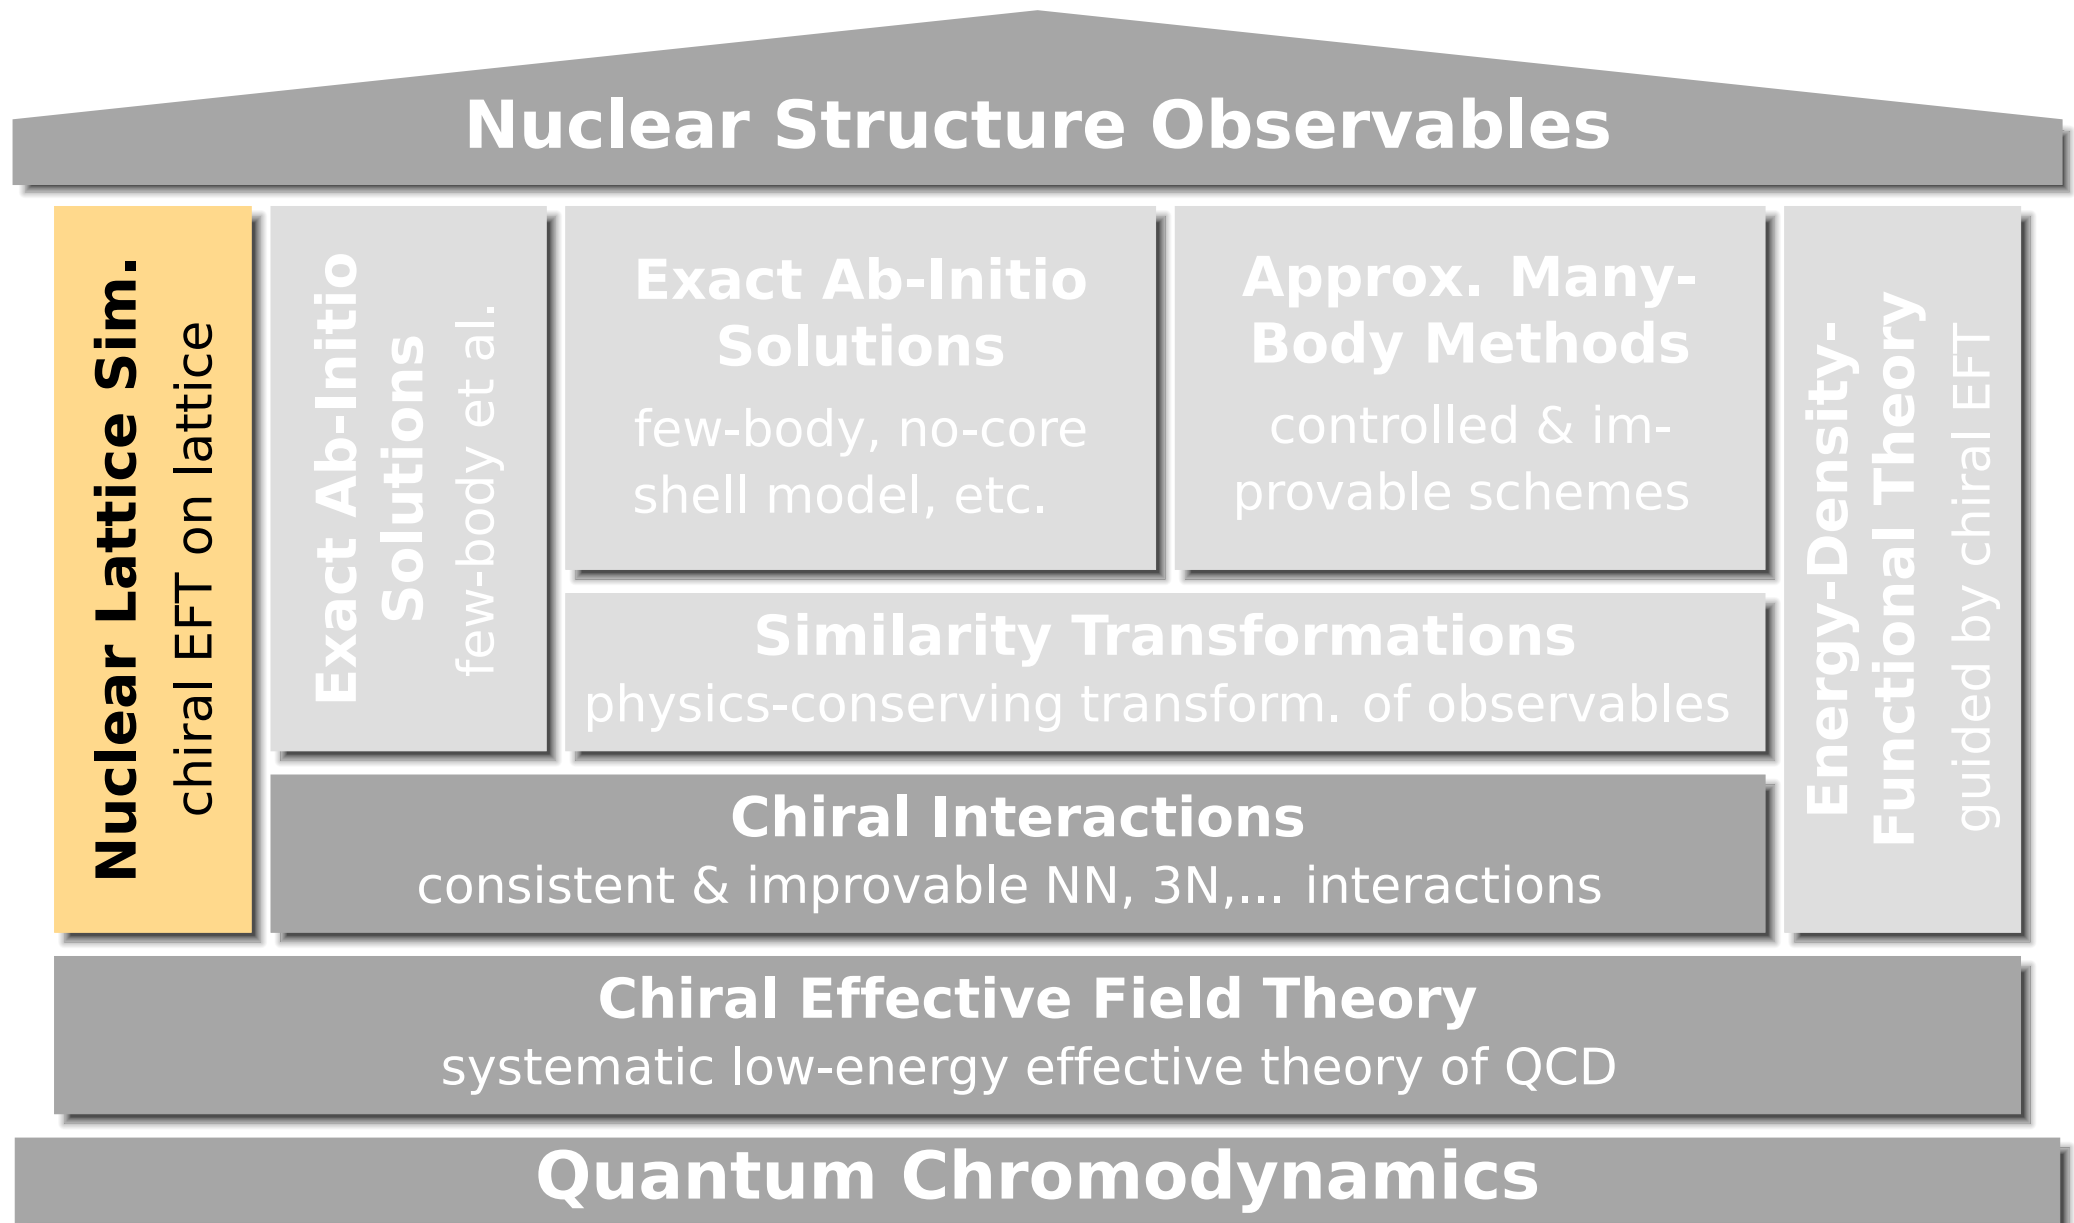 Nuclear Structure Observables
Nuclear Lattice Sim.
chiral EFT on lattice
Exact Ab-Initio
Solutions
few-body et al.
Exact Ab-Initio
Solutions
few-body, no-core
shell model, etc.
Approx. Many-
Body Methods
controlled & im-
provable schemes
Energy-Density-
Functional Theory
guided by chiral EFT
Similarity Transformations
physics-conserving transform. of observables
Chiral Interactions
consistent & improvable NN, 3N,... interactions
Chiral Effective Field Theory
systematic low-energy effective theory of QCD
Quantum Chromodynamics